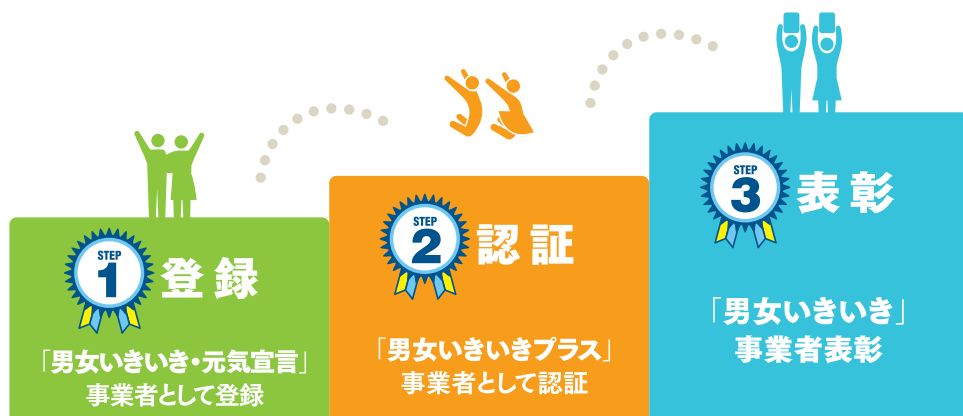 STEP
1
登録
「男女いきいき・元気宣言」
事業者として登録
STEP
2
認証
「男女いきいきプラス」
事業者として認証
STEP
3
表彰
「男女いきいき」
事業者表彰